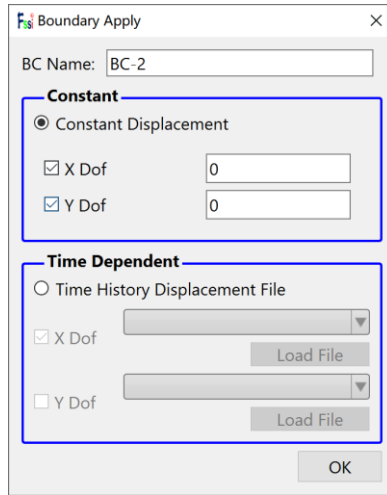 Fssi Boundary Apply
BC Name: BC-2
Constant
Constant Displacement
X Dof 0
Y Dof 0
Time Dependent
Time History Displacement File
X Dof
Load File
Y Dof
Load File
OK